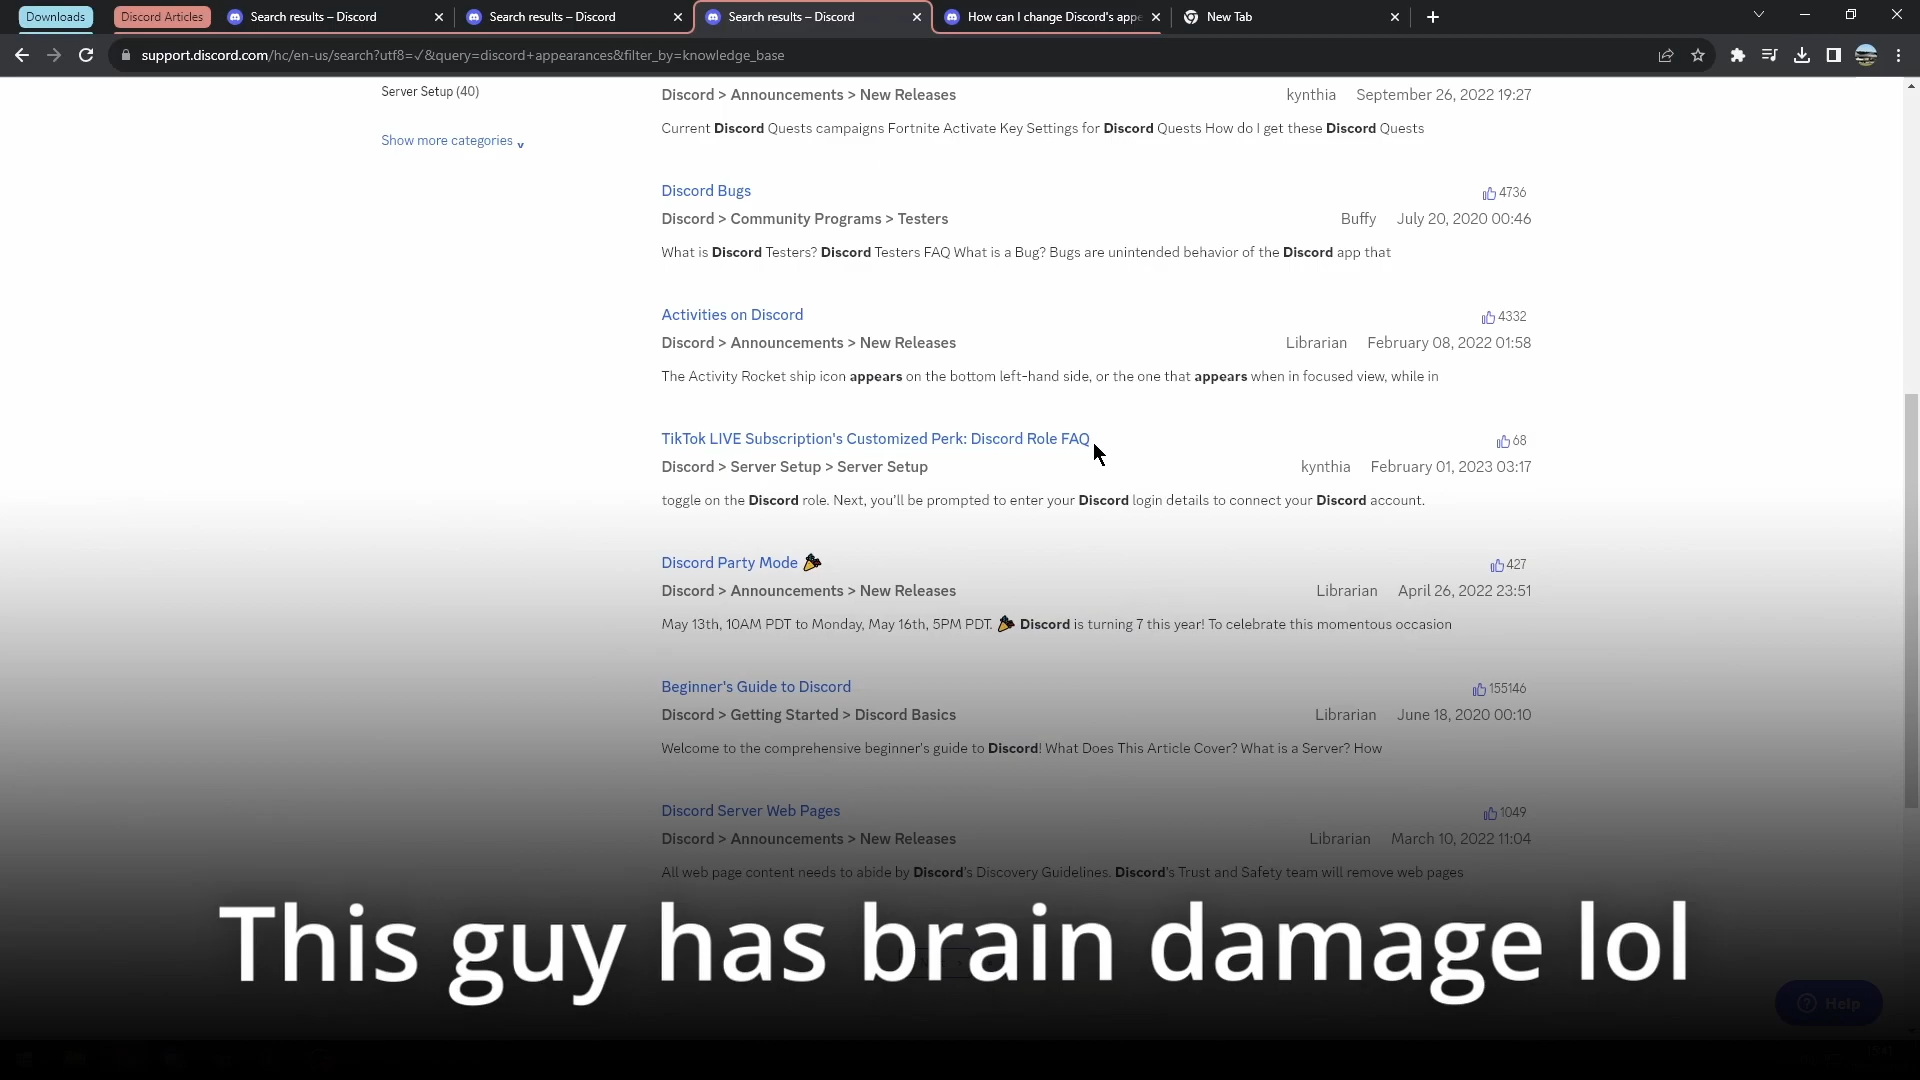 Downloads
Discord Articles
Search results – Discord
Search results – Discord
Search results – Discord
How can I change Discord's appe
New Tab
support.discord.com/hc/en-us/search?utf8=✓&query=discord+appearances&filter_by=knowledge_base
Server Setup (40)
Show more categories
Discord > Announcements > New Releases kynthia September 26, 2022 19:27
Current Discord Quests campaigns Fortnite Activate Key Settings for Discord Quests How do I get these Discord Quests
Discord Bugs 4736
Discord > Community Programs > Testers Buffy July 20, 2020 00:46
What is Discord Testers? Discord Testers FAQ What is a Bug? Bugs are unintended behavior of the Discord app that
Activities on Discord 4332
Discord > Announcements > New Releases Librarian February 08, 2022 01:58
The Activity Rocket ship icon appears on the bottom left-hand side, or the one that appears when in focused view, while in
TikTok LIVE Subscription's Customized Perk: Discord Role FAQ 68
Discord > Server Setup > Server Setup kynthia February 01, 2023 03:17
toggle on the Discord role. Next, you'll be prompted to enter your Discord login details to connect your Discord account.
Discord Party Mode 🎉 427
Discord > Announcements > New Releases Librarian April 26, 2022 23:51
May 13th, 10AM PDT to Monday, May 16th, 5PM PDT. 🎉 Discord is turning 7 this year! To celebrate this momentous occasion
Beginner's Guide to Discord 155146
Discord > Getting Started > Discord Basics Librarian June 18, 2020 00:10
Welcome to the comprehensive beginner's guide to Discord! What Does This Article Cover? What is a Server? How
Discord Server Web Pages 1049
Discord > Announcements > New Releases Librarian March 10, 2022 11:04
All web page content needs to abide by Discord's Discovery Guidelines. Discord's Trust and Safety team will remove web pages
This guy has brain damage lol
Help